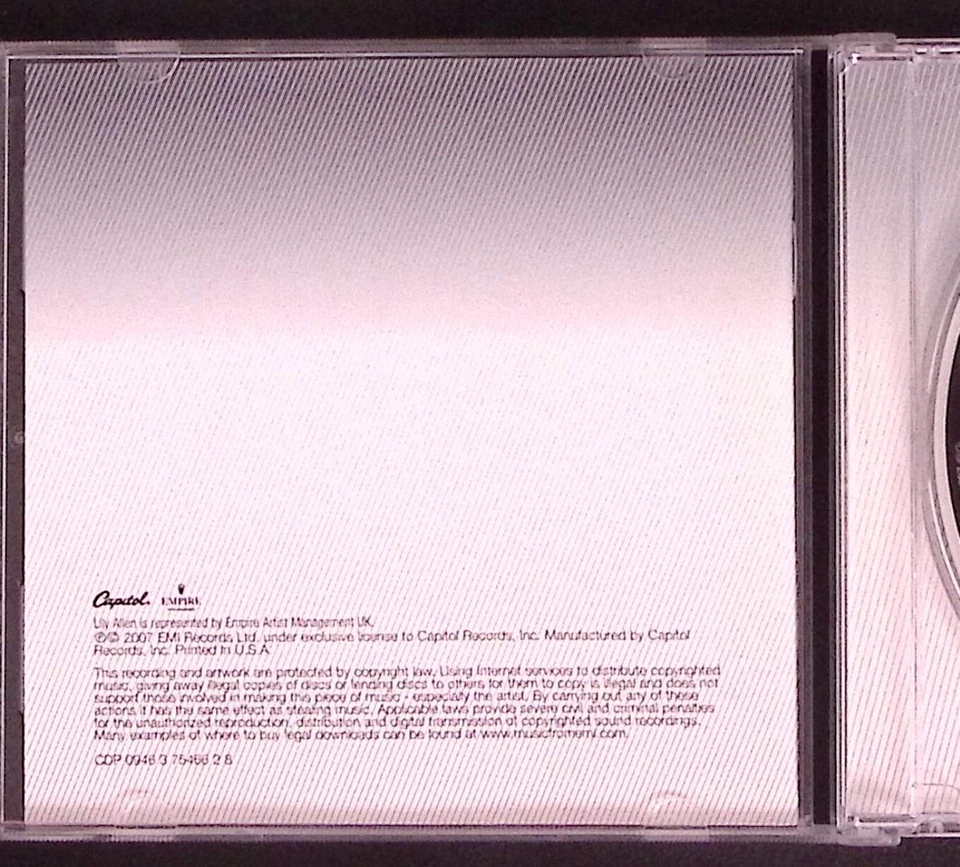 Capitol. EMPIRE
Lily Allen is represented by Empire Artist Management UK.
℗© 2007 EMI Records Ltd. under exclusive license to Capitol Records, Inc. Manufactured by Capitol
Records, Inc. Printed in U.S.A.
This recording and artwork are protected by copyright law. Using Internet services to distribute copyrighted
music, giving away illegal copies of discs or lending discs to others for them to copy is illegal and does not
support those involved in making this piece of music - especially the artist. By carrying out any of these
actions it has the same effect as stealing music. Applicable laws provide severe civil and criminal penalties
for the unauthorized reproduction, distribution and digital transmission of copyrighted sound recordings.
Many examples of where to buy legal downloads can be found at www.musicfromemi.com.
CDP 0946 3 75466 2 8